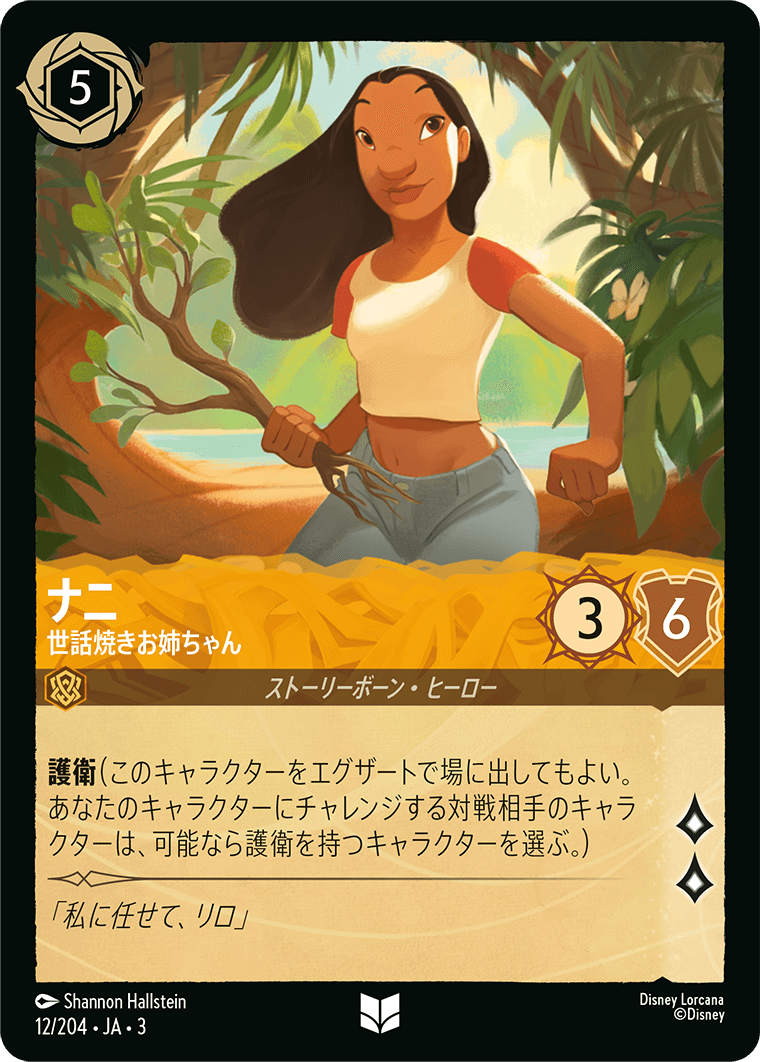 5
ナニ
世話焼きお姉ちゃん
3
6
ストーリーボーン・ヒーロー
護衛(このキャラクターをエグザートで場に出してもよい。
あなたのキャラクターにチャレンジする対戦相手のキャラ
クターは、可能なら護衛を持つキャラクターを選ぶ。)
「私に任せて、リロ」
Shannon Hallstein
12/204 • JA • 3
Disney Lorcana
©Disney